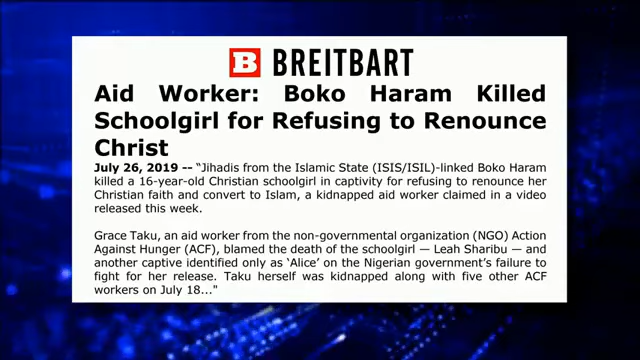 B BREITBART
Aid Worker: Boko Haram Killed
Schoolgirl for Refusing to Renounce
Christ
July 26, 2019 -- “Jihadis from the Islamic State (ISIS/ISIL)-linked Boko Haram
killed a 16-year-old Christian schoolgirl in captivity for refusing to renounce her
Christian faith and convert to Islam, a kidnapped aid worker claimed in a video
released this week.
Grace Taku, an aid worker from the non-governmental organization (NGO) Action
Against Hunger (ACF), blamed the death of the schoolgirl — Leah Sharibu — and
another captive identified only as ‘Alice’ on the Nigerian government’s failure to
fight for her release. Taku herself was kidnapped along with five other ACF
workers on July 18..."